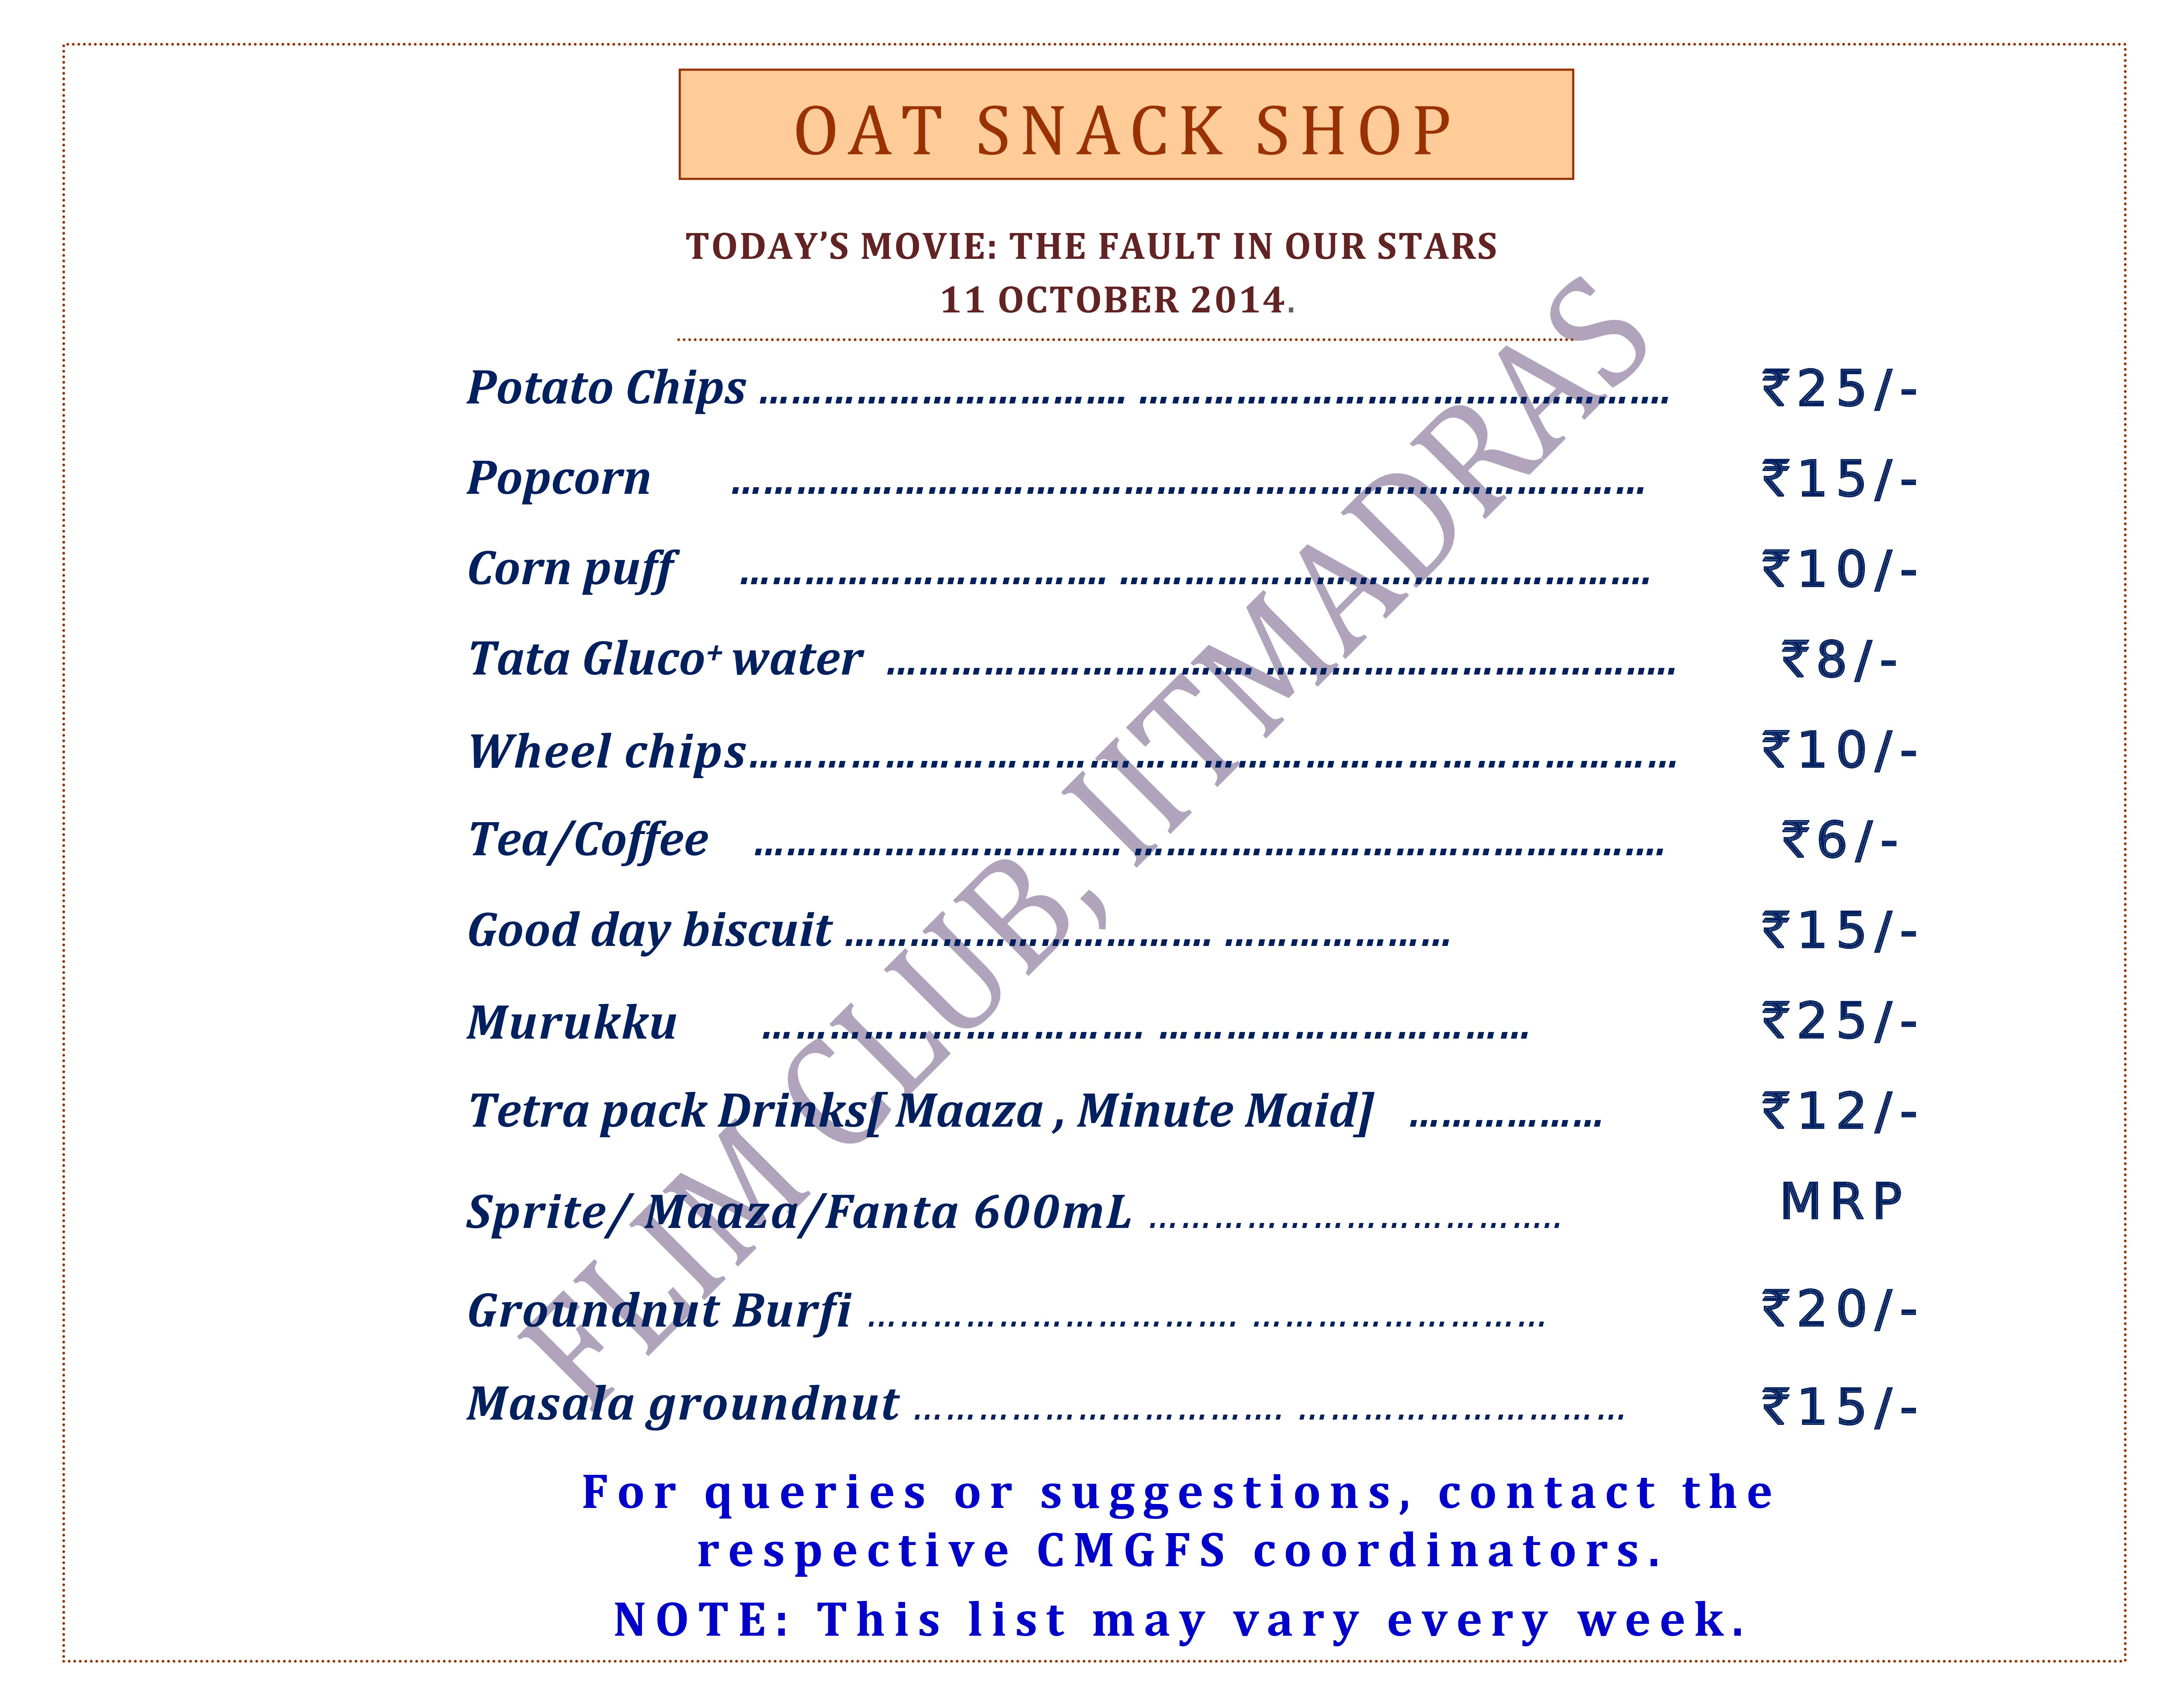 OAT SNACK SHOP
TODAY’S MOVIE: THE FAULT IN OUR STARS
11 OCTOBER 2014.
Potato Chips …………………………….. …………………………………………. ₹25/-
Popcorn ………………………………………………………………………… ₹15/-
Corn puff …………………………….. …………………………………………. ₹10/-
Tata Gluco⁺ water …………………………….. ………………………………….. ₹8/-
Wheel chips………………………………………………………………………… ₹10/-
Tea/Coffee …………………………….. …………………………………………. ₹6/-
Good day biscuit …………………………….. ………………… ₹15/-
Murukku …………………………….. …………………………… ₹25/-
Tetra pack Drinks[ Maaza , Minute Maid] ……………… ₹12/-
Sprite/ Maaza/Fanta 600mL ……………………………….. MRP
Groundnut Burfi …………………………….. ……………………… ₹20/-
Masala groundnut …………………………….. ………………………… ₹15/-
For queries or suggestions, contact the
respective CMGFS coordinators.
NOTE: This list may vary every week.
FLIM CLUB, IITMADRAS